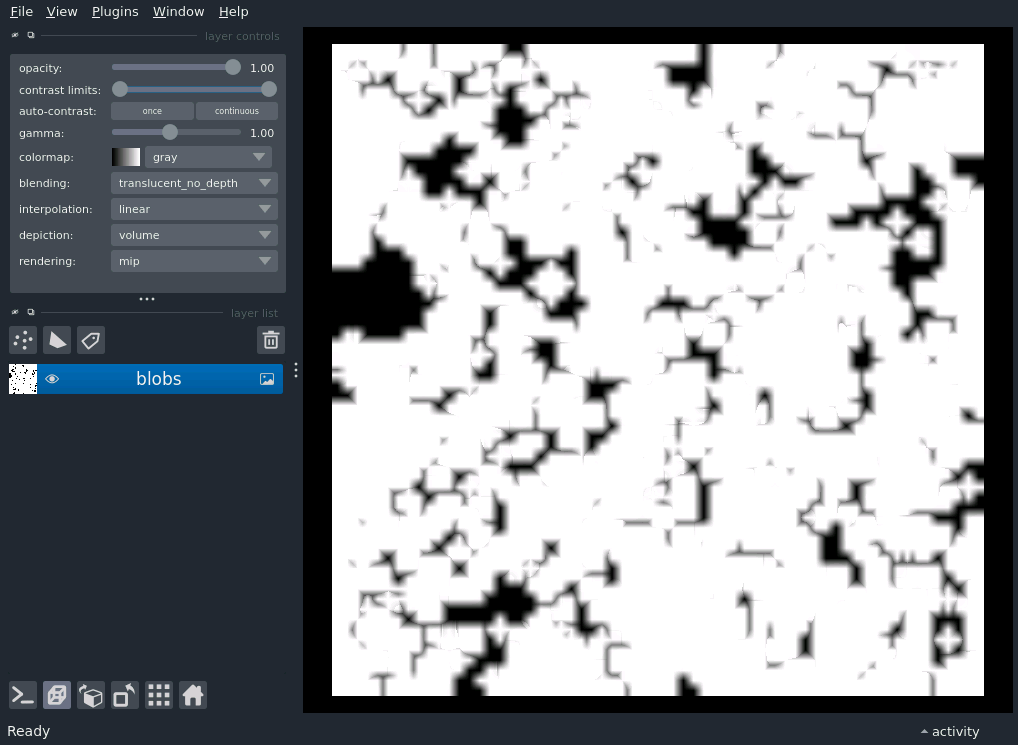 File View Plugins Window Help
layer controls
opacity: 1.00
contrast limits:
auto-contrast: once continuous
gamma: 1.00
colormap: gray
blending: translucent_no_depth
interpolation: linear
depiction: volume
rendering: mip
layer list
blobs
Ready activity